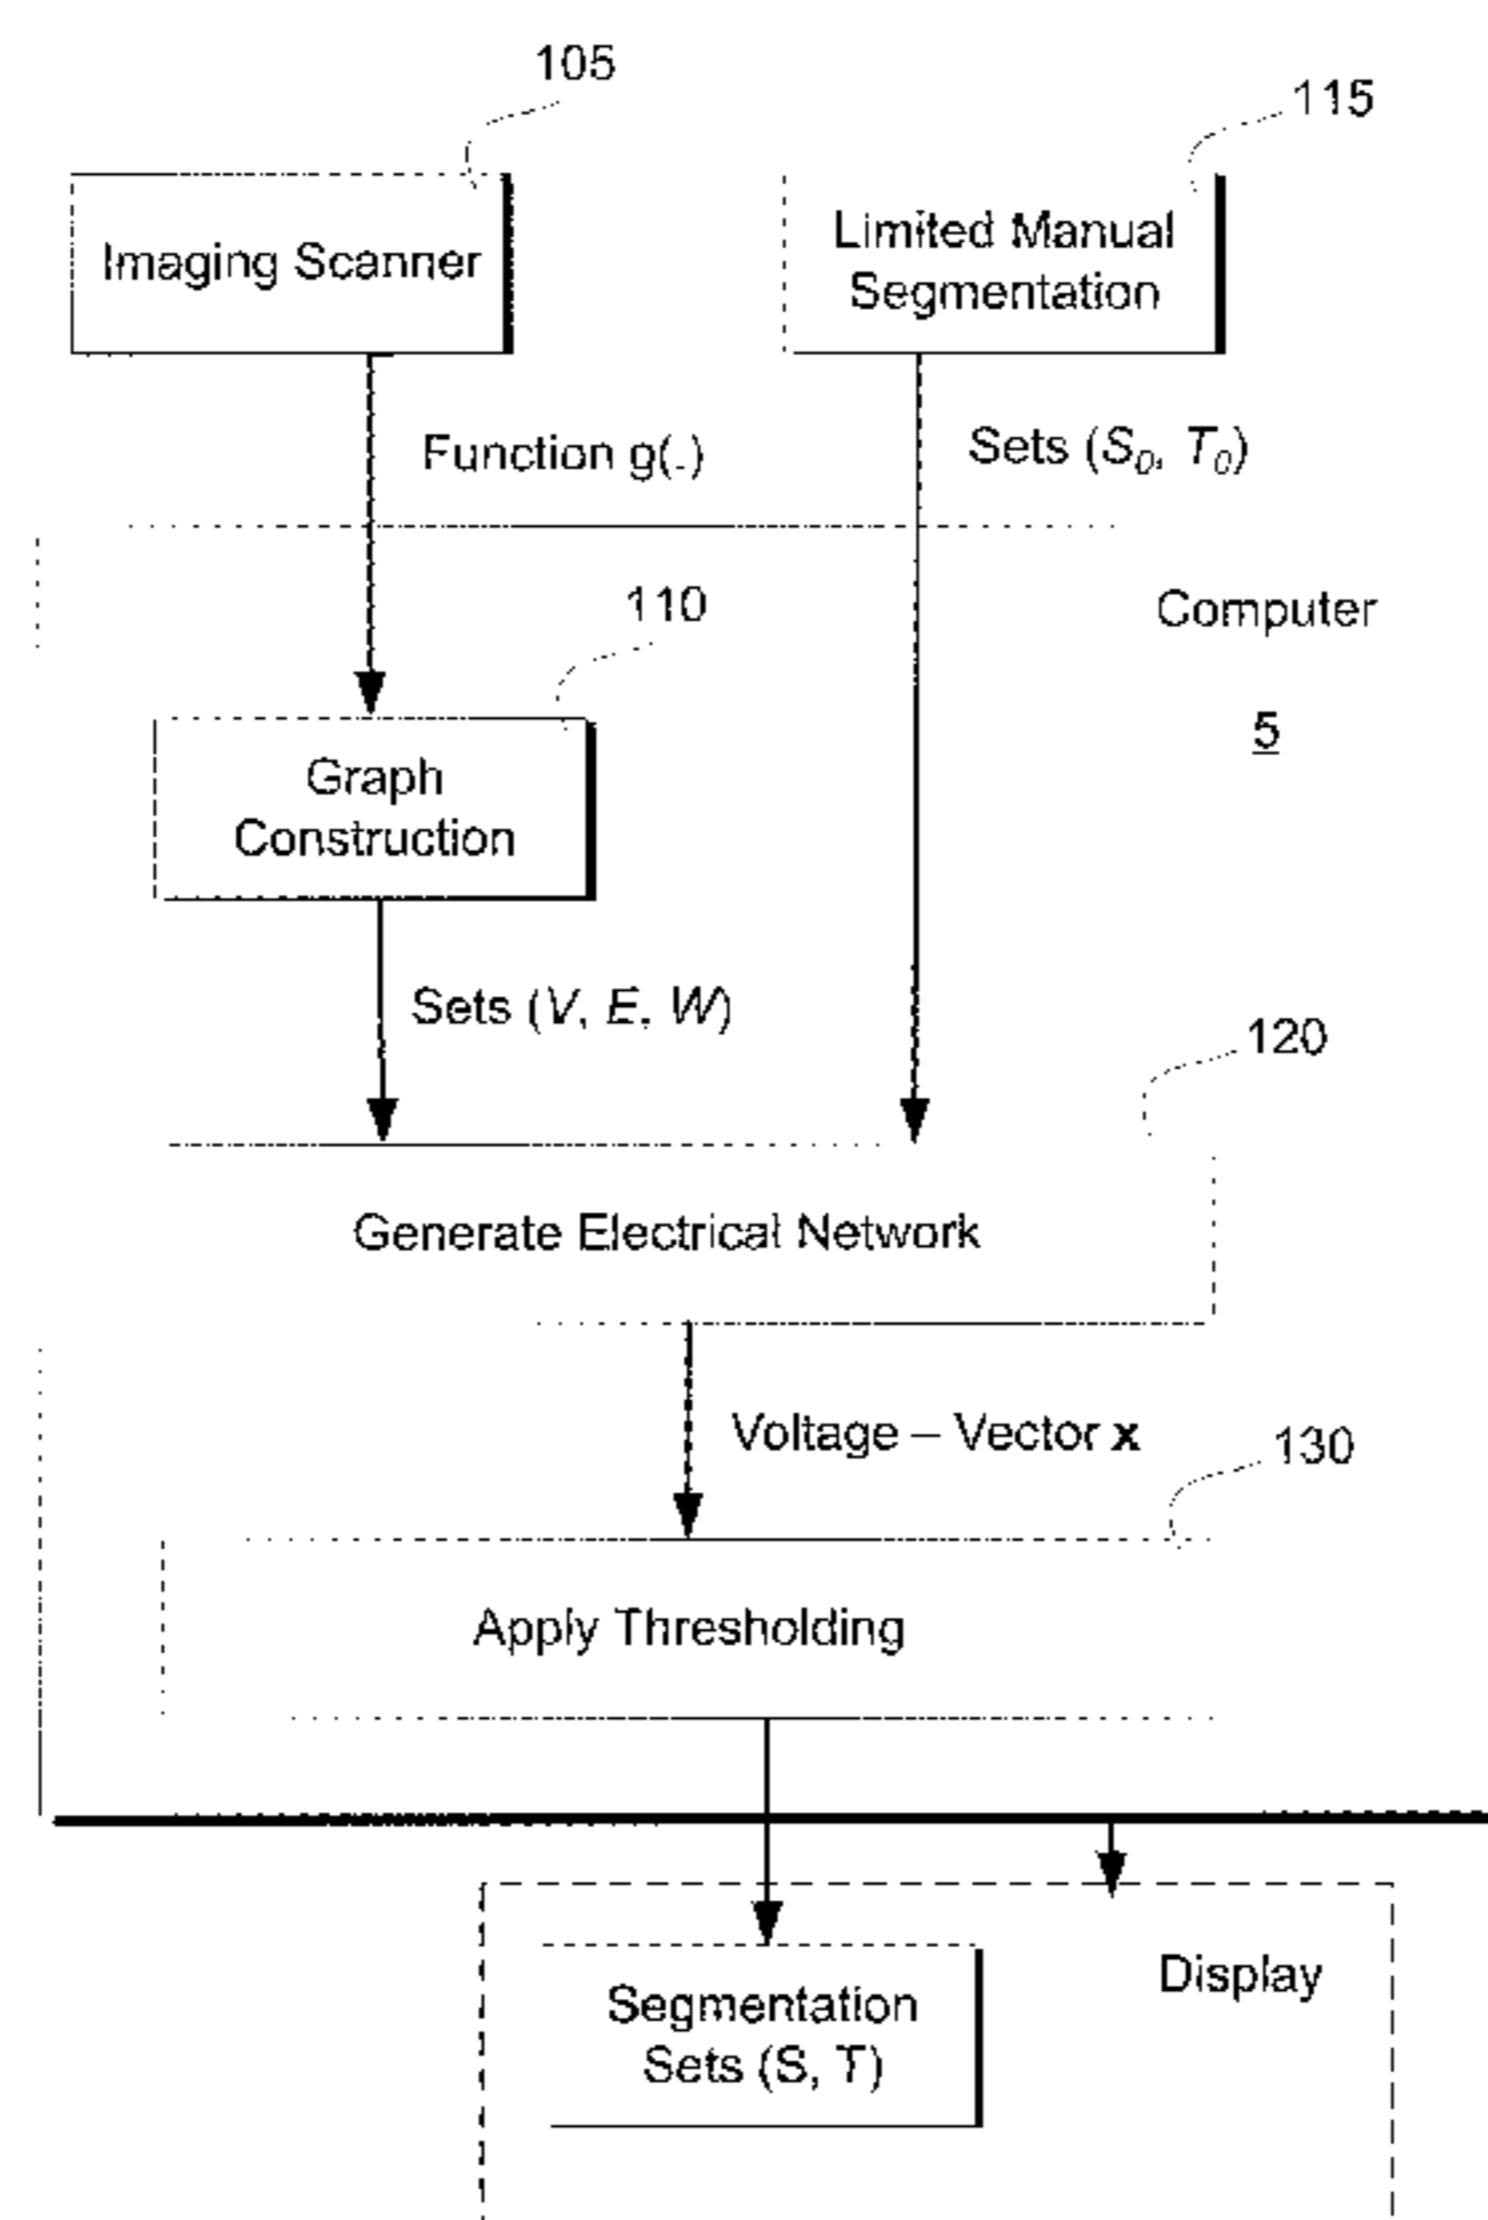 105
115
Imaging Scanner
Limited Manual
Segmentation
Function g(.)
Sets (S0, T0)
110
Computer
5
Graph
Construction
Sets (V, E, W)
120
Generate Electrical Network
Voltage – Vector x
130
Apply Thresholding
Display
Segmentation
Sets (S, T)